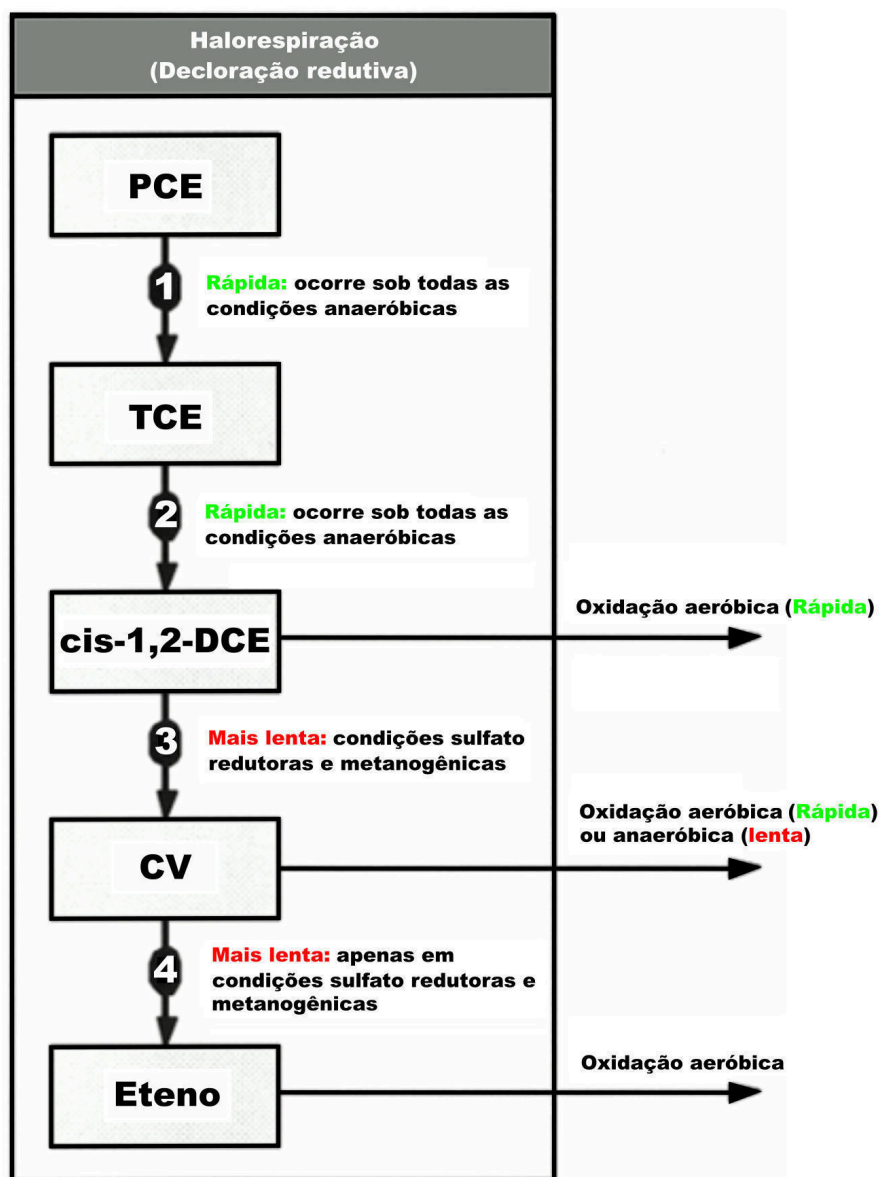 Halorespiração
(Decloração redutiva)
PCE
1
Rápida: ocorre sob todas as
condições anaeróbicas
TCE
2
Rápida: ocorre sob todas as
condições anaeróbicas
cis-1,2-DCE
Oxidação aeróbica (Rápida)
3
Mais lenta: condições sulfato
redutoras e metanogênicas
CV
Oxidação aeróbica (Rápida)
ou anaeróbica (lenta)
4
Mais lenta: apenas em
condições sulfato redutoras e
metanogênicas
Eteno
Oxidação aeróbica